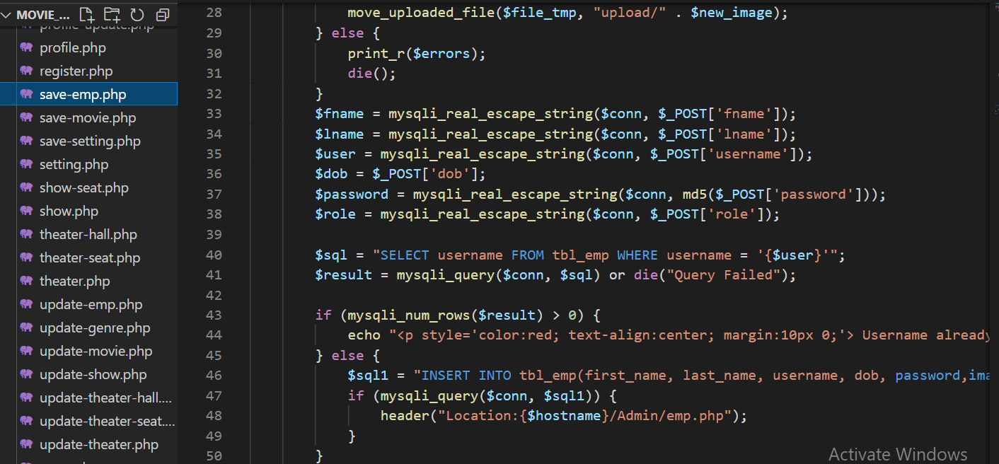 MOVIE_...
profile-update.php
profile.php
register.php
save-emp.php
save-movie.php
save-setting.php
setting.php
show-seat.php
show.php
theater-hall.php
theater-seat.php
theater.php
update-emp.php
update-genre.php
update-movie.php
update-show.php
update-theater-hall....
update-theater-seat....
update-theater.php
28 move_uploaded_file($file_tmp, "upload/" . $new_image);
29 } else {
30 print_r($errors);
31 die();
32 }
33 $fname = mysqli_real_escape_string($conn, $_POST['fname']);
34 $lname = mysqli_real_escape_string($conn, $_POST['lname']);
35 $user = mysqli_real_escape_string($conn, $_POST['username']);
36 $dob = $_POST['dob'];
37 $password = mysqli_real_escape_string($conn, md5($_POST['password']));
38 $role = mysqli_real_escape_string($conn, $_POST['role']);
39
40 $sql = "SELECT username FROM tbl_emp WHERE username = '{$user}'";
41 $result = mysqli_query($conn, $sql) or die("Query Failed");
42
43 if (mysqli_num_rows($result) > 0) {
44 echo "<p style='color:red; text-align:center; margin:10px 0;'> Username already
45 } else {
46 $sql1 = "INSERT INTO tbl_emp(first_name, last_name, username, dob, password,ima
47 if (mysqli_query($conn, $sql1)) {
48 header("Location:{$hostname}/Admin/emp.php");
49 }
50 }
Activate Windows